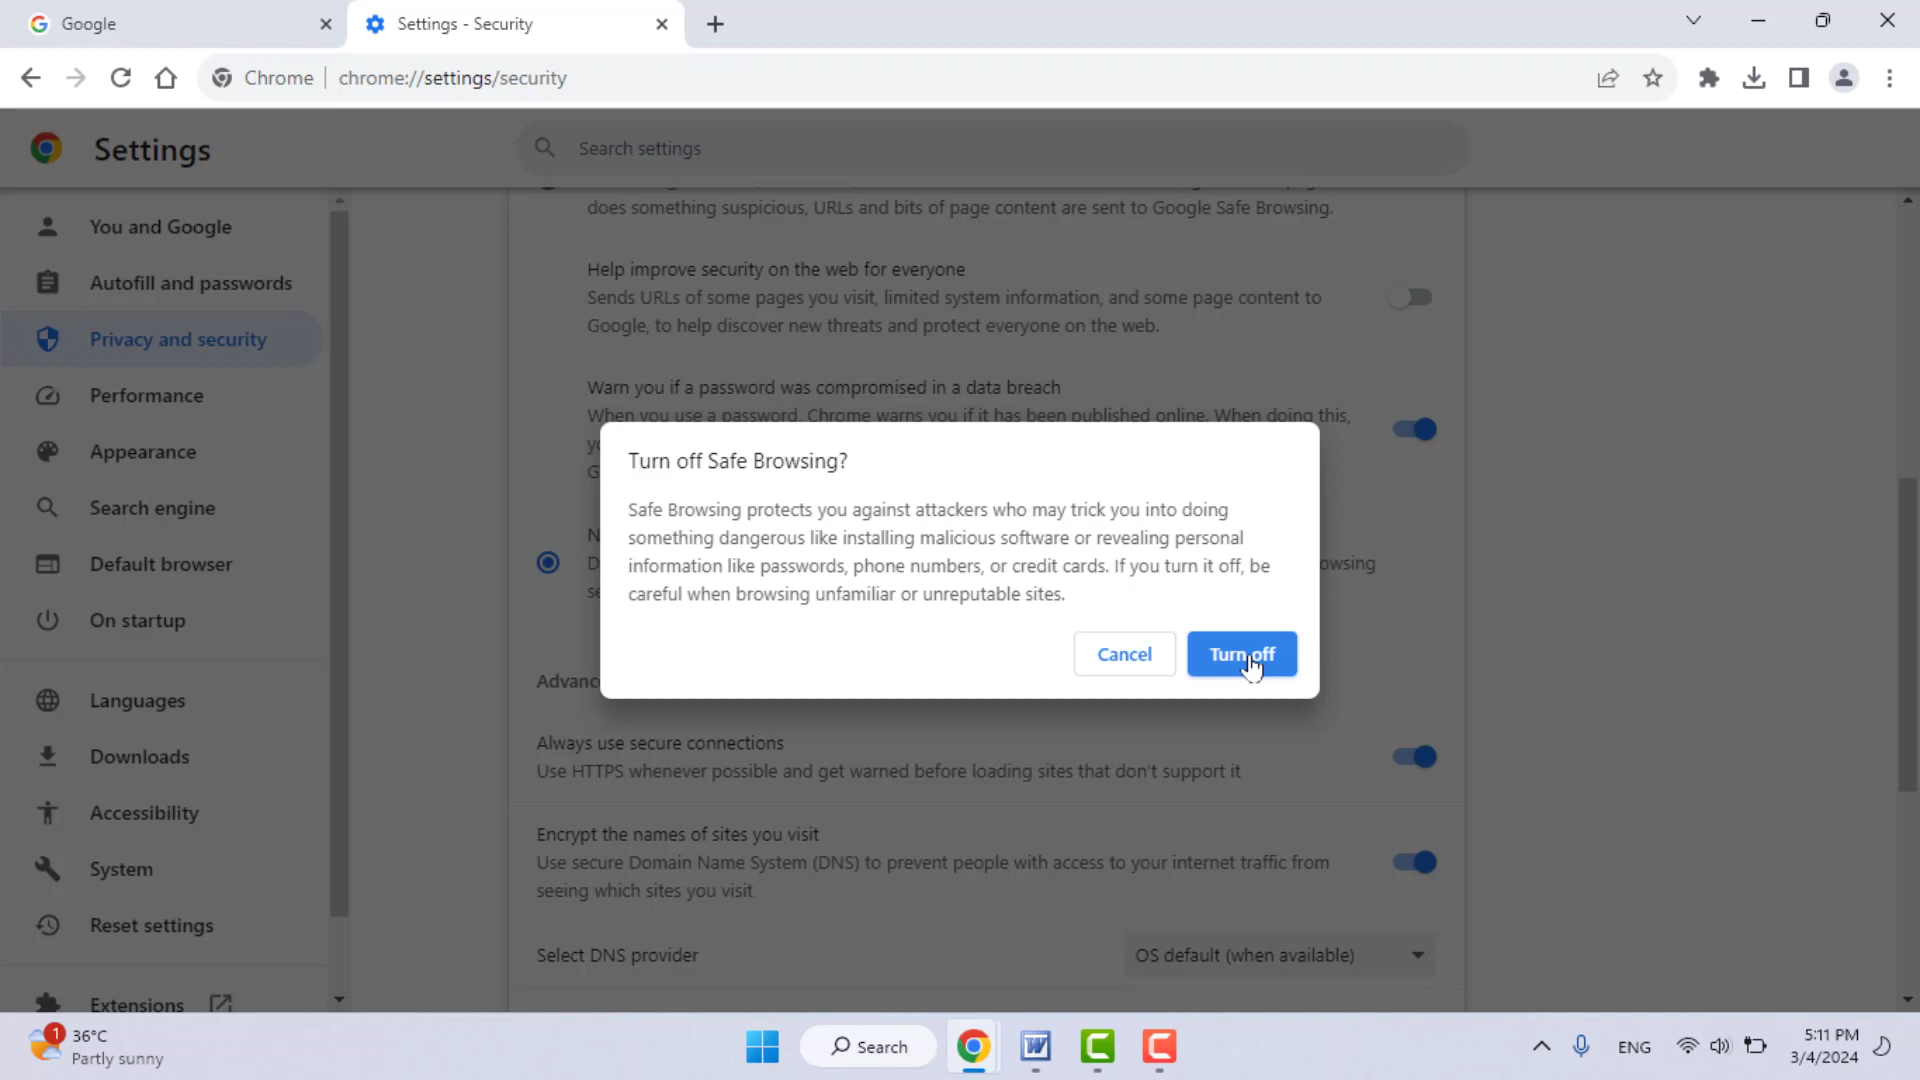 Google
Settings - Security
Chrome
chrome://settings/security
Settings
Search settings
You and Google
Autofill and passwords
Privacy and security
Performance
Appearance
Search engine
Default browser
On startup
Languages
Downloads
Accessibility
System
Reset settings
Extensions
does something suspicious, URLs and bits of page content are sent to Google Safe Browsing.
Help improve security on the web for everyone
Sends URLs of some pages you visit, limited system information, and some page content to
Google, to help discover new threats and protect everyone on the web.
Warn you if a password was compromised in a data breach
When you use a password, Chrome warns you if it has been published online. When doing this,
Turn off Safe Browsing?
Safe Browsing protects you against attackers who may trick you into doing
something dangerous like installing malicious software or revealing personal
information like passwords, phone numbers, or credit cards. If you turn it off, be
careful when browsing unfamiliar or unreputable sites.
Cancel
Turn off
Always use secure connections
Use HTTPS whenever possible and get warned before loading sites that don't support it
Encrypt the names of sites you visit
Use secure Domain Name System (DNS) to prevent people with access to your internet traffic from
seeing which sites you visit
Select DNS provider
OS default (when available)
1
36°C
Partly sunny
Search
ENG
5:11 PM
3/4/2024